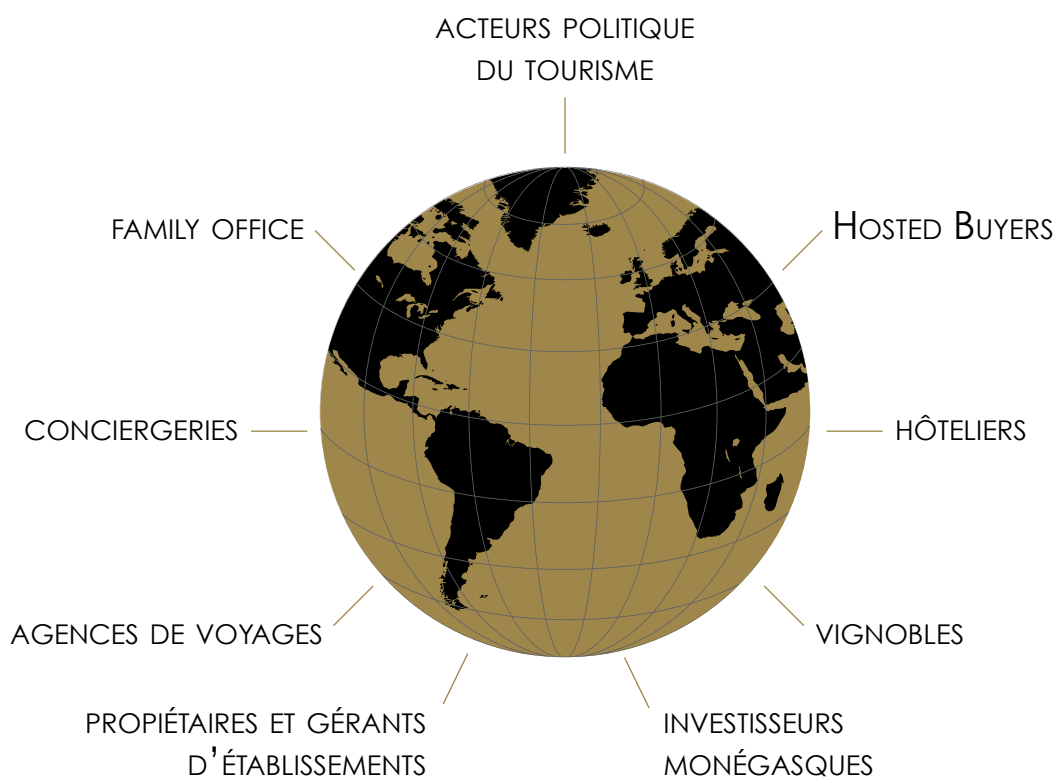 ACTEURS POLITIQUE
DU TOURISME
FAMILY OFFICE
HOSTED BUYERS
CONCIERGERIES
HÔTELIERS
AGENCES DE VOYAGES
VIGNOBLES
PROPIÉTAIRES ET GÉRANTS
D'ÉTABLISSEMENTS
INVESTISSEURS
MONÉGASQUES